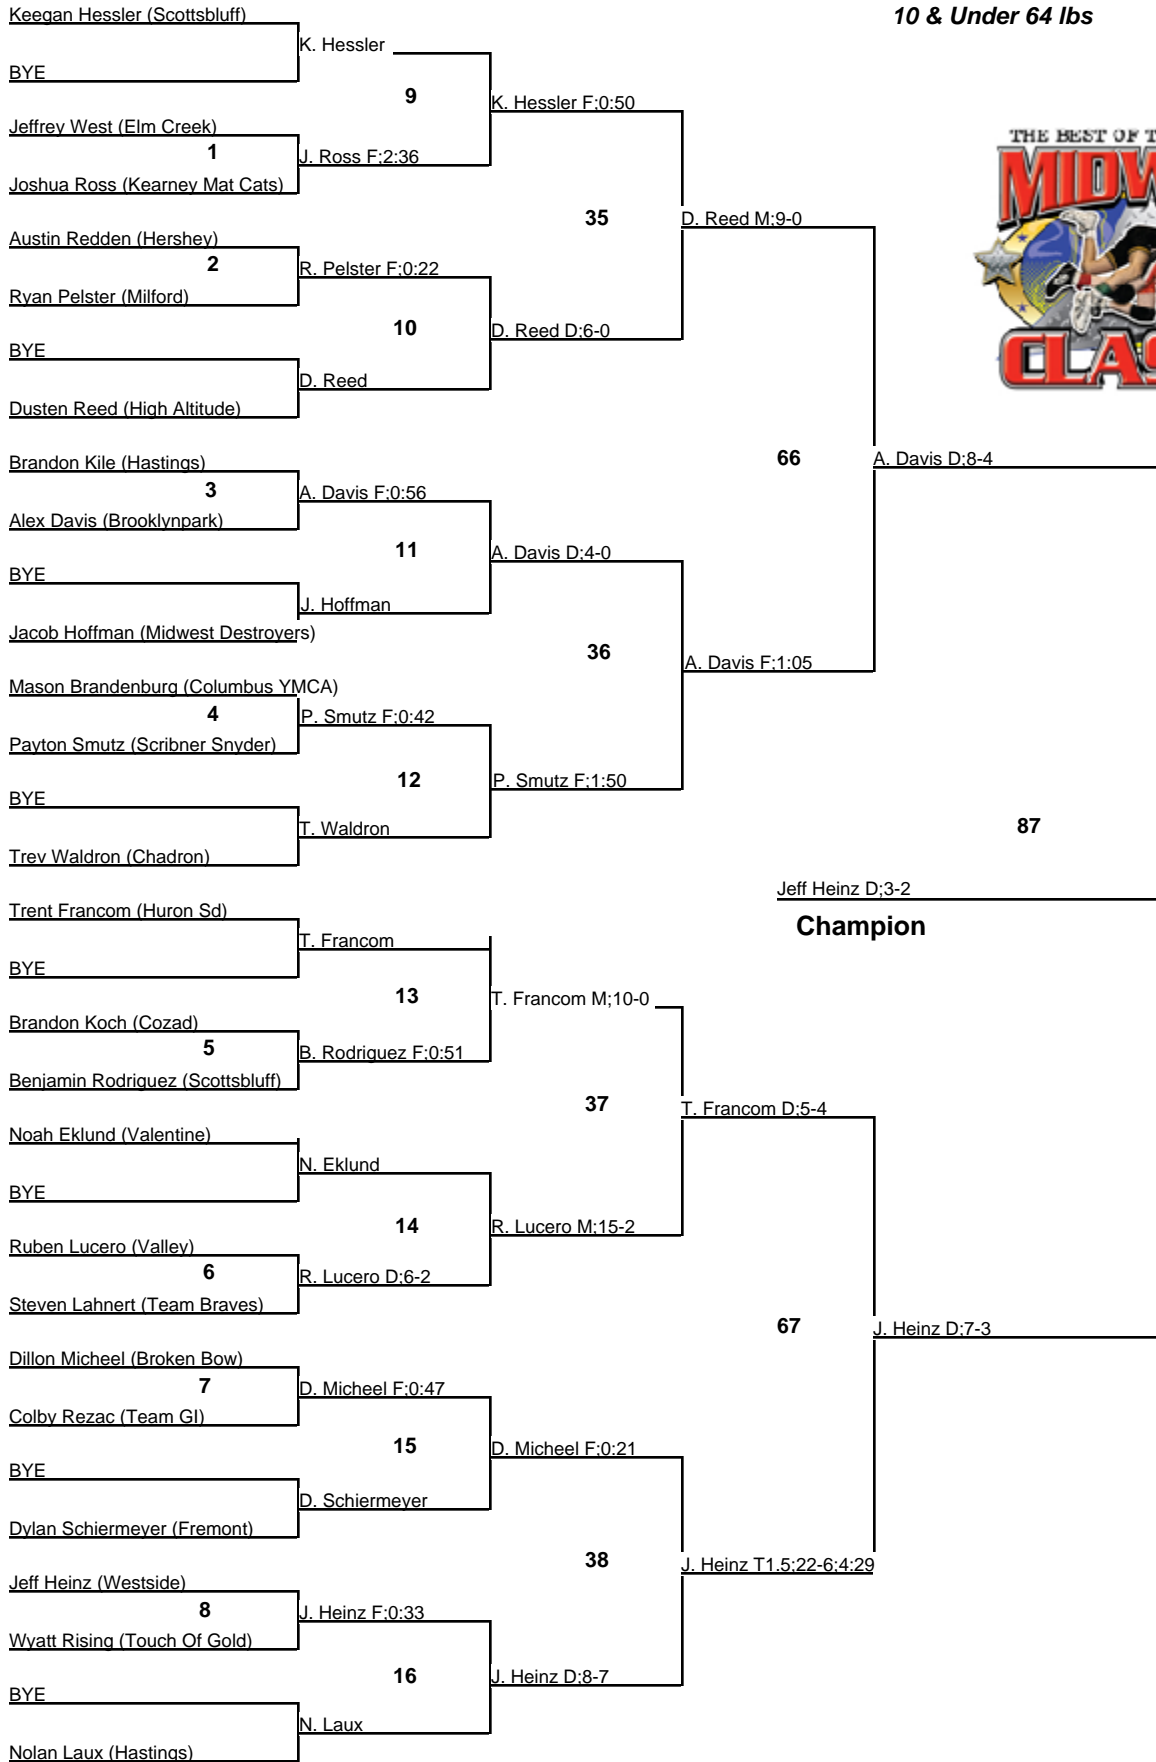 Keegan Hessler (Scottsbluff)
10 & Under 64 lbs
K. Hessler
BYE
9
K. Hessler F;0:50
Jeffrey West (Elm Creek)
1
J. Ross F;2:36
Joshua Ross (Kearney Mat Cats)
THE BEST OF T
MIDW
CLAS
35
D. Reed M;9-0
Austin Redden (Hershey)
2
R. Pelster F;0:22
Ryan Pelster (Milford)
10
D. Reed D;6-0
BYE
D. Reed
Dusten Reed (High Altitude)
66
A. Davis D;8-4
Brandon Kile (Hastings)
3
A. Davis F;0:56
Alex Davis (Brooklynpark)
11
A. Davis D;4-0
BYE
J. Hoffman
Jacob Hoffman (Midwest Destroyers)
36
A. Davis F;1:05
Mason Brandenburg (Columbus YMCA)
4
P. Smutz F;0:42
Payton Smutz (Scribner Snyder)
12
P. Smutz F;1:50
BYE
T. Waldron
Trev Waldron (Chadron)
87
Jeff Heinz D;3-2
Champion
Trent Francom (Huron Sd)
T. Francom
BYE
13
T. Francom M;10-0
Brandon Koch (Cozad)
5
B. Rodriguez F;0:51
Benjamin Rodriguez (Scottsbluff)
37
T. Francom D;5-4
Noah Eklund (Valentine)
N. Eklund
BYE
14
R. Lucero M;15-2
Ruben Lucero (Valley)
6
R. Lucero D;6-2
Steven Lahnert (Team Braves)
67
J. Heinz D;7-3
Dillon Micheel (Broken Bow)
7
D. Micheel F;0:47
Colby Rezac (Team GI)
15
D. Micheel F;0:21
BYE
D. Schiermeyer
Dylan Schiermeyer (Fremont)
38
J. Heinz T1.5;22-6;4:29
Jeff Heinz (Westside)
8
J. Heinz F;0:33
Wyatt Rising (Touch Of Gold)
16
J. Heinz D;8-7
BYE
N. Laux
Nolan Laux (Hastings)